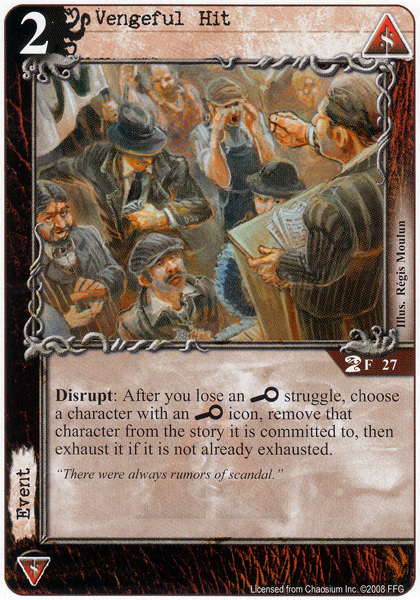 2 Vengeful Hit
Illus. Régis Moulun
F 27
Disrupt: After you lose an struggle, choose
a character with an icon, remove that
character from the story it is committed to, then
exhaust it if it is not already exhausted.
"There were always rumors of scandal."
Event
Licensed from Chaosium Inc. ©2008 FFG